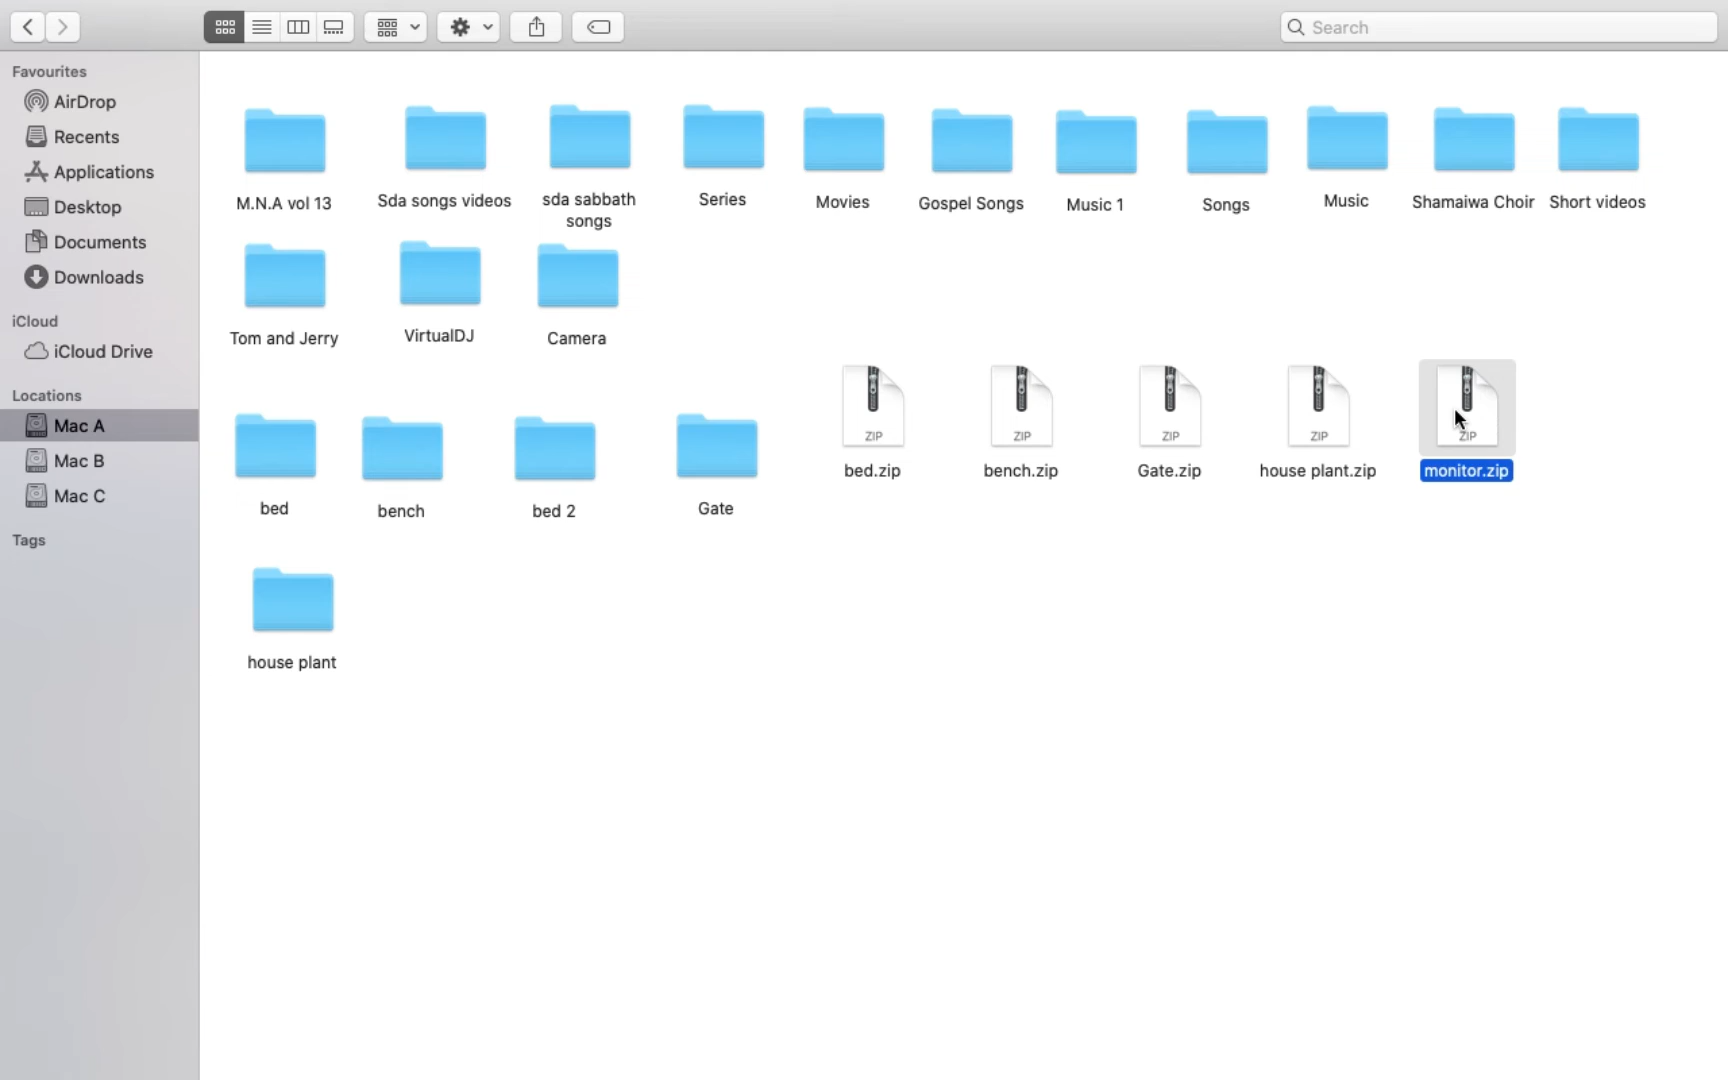 Search
Favourites
AirDrop
Recents
Applications
Desktop
Documents
Downloads
iCloud
iCloud Drive
Locations
Mac A
Mac B
Mac C
Tags
M.N.A vol 13
Sda songs videos
sda sabbath
songs
Series
Movies
Gospel Songs
Music 1
Songs
Music
Shamaiwa Choir
Short videos
Tom and Jerry
VirtualDJ
Camera
ZIP
ZIP
ZIP
ZIP
ZIP
bed.zip
bench.zip
Gate.zip
house plant.zip
monitor.zip
bed
bench
bed 2
Gate
house plant